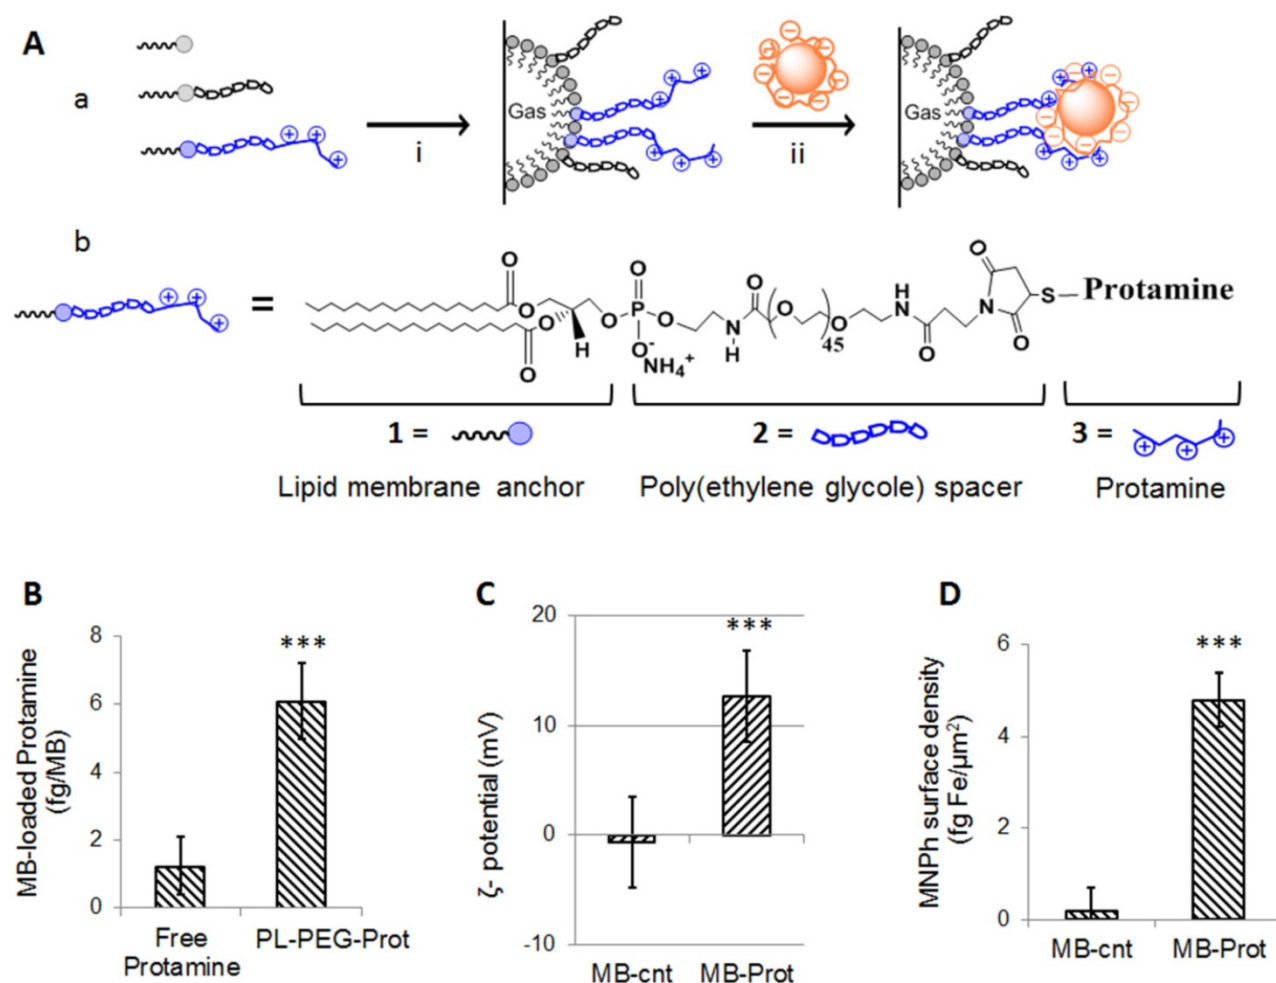 A
a
Gas
i
ii
Gas
b
=
O
O
O
O
H
O
O
P
O⁻
NH₄⁺
O
N
H
O
O
45
O
H
N
O
O
N
O
S
Protamine
1 =
2 =
3 =
Lipid membrane anchor
Poly(ethylene glycole) spacer
Protamine
B
MB-loaded Protamine
(fg/MB)
8
6
4
2
0
***
Free
Protamine
PL-PEG-Prot
C
ζ- potential (mV)
20
10
0
-10
***
MB-cnt
MB-Prot
D
MNPh surface density
(fg Fe/µm²)
6
4
2
0
***
MB-cnt
MB-Prot